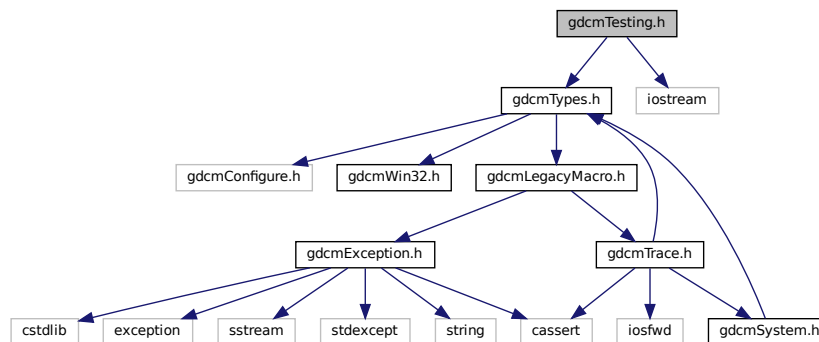 gdcmTesting.h
gdcmTypes.h
iostream
gdcmConfigure.h
gdcmWin32.h
gdcmLegacyMacro.h
gdcmException.h
gdcmTrace.h
cstdlib
exception
sstream
stdexcept
string
cassert
iosfwd
gdcmSystem.h